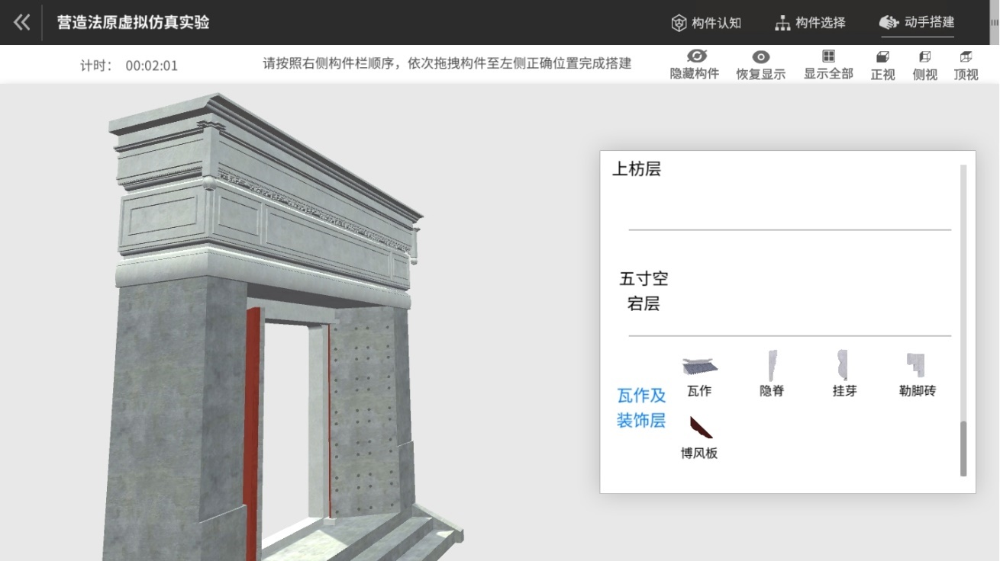 营造法原虚拟仿真实验
构件认知
构件选择
动手搭建
计时： 00:02:01
请按照右侧构件栏顺序，依次拖拽构件至左侧正确位置完成搭建
隐藏构件
恢复显示
显示全部
正视
侧视
顶视
上枋层
五寸空
宕层
瓦作及
装饰层
瓦作
隐脊
挂芽
勒脚砖
博风板